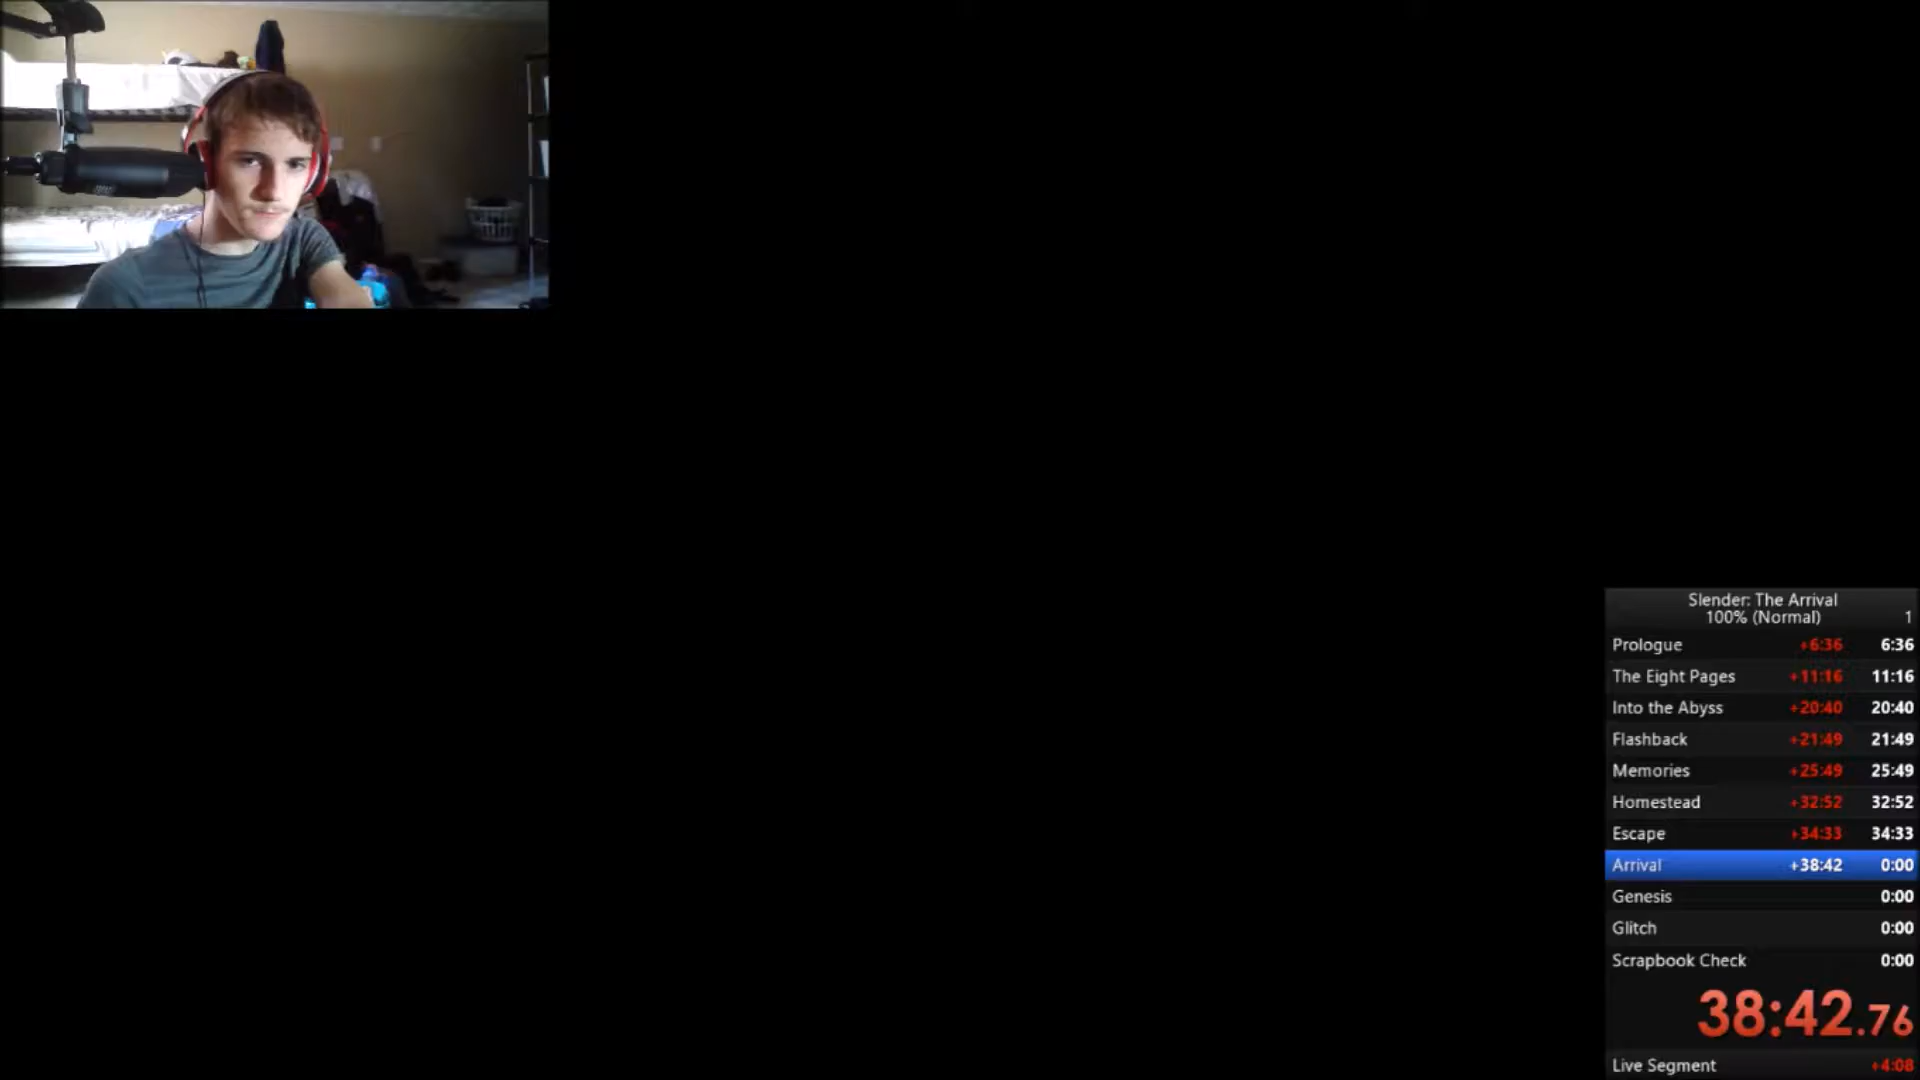 Slender: The Arrival
100% (Normal) 1
Prologue +6:36 6:36
The Eight Pages +11:16 11:16
Into the Abyss +20:40 20:40
Flashback +21:49 21:49
Memories +25:49 25:49
Homestead +32:52 32:52
Escape +34:33 34:33
Arrival +38:42 0:00
Genesis 0:00
Glitch 0:00
Scrapbook Check 0:00
38:42.76
Live Segment +4:08